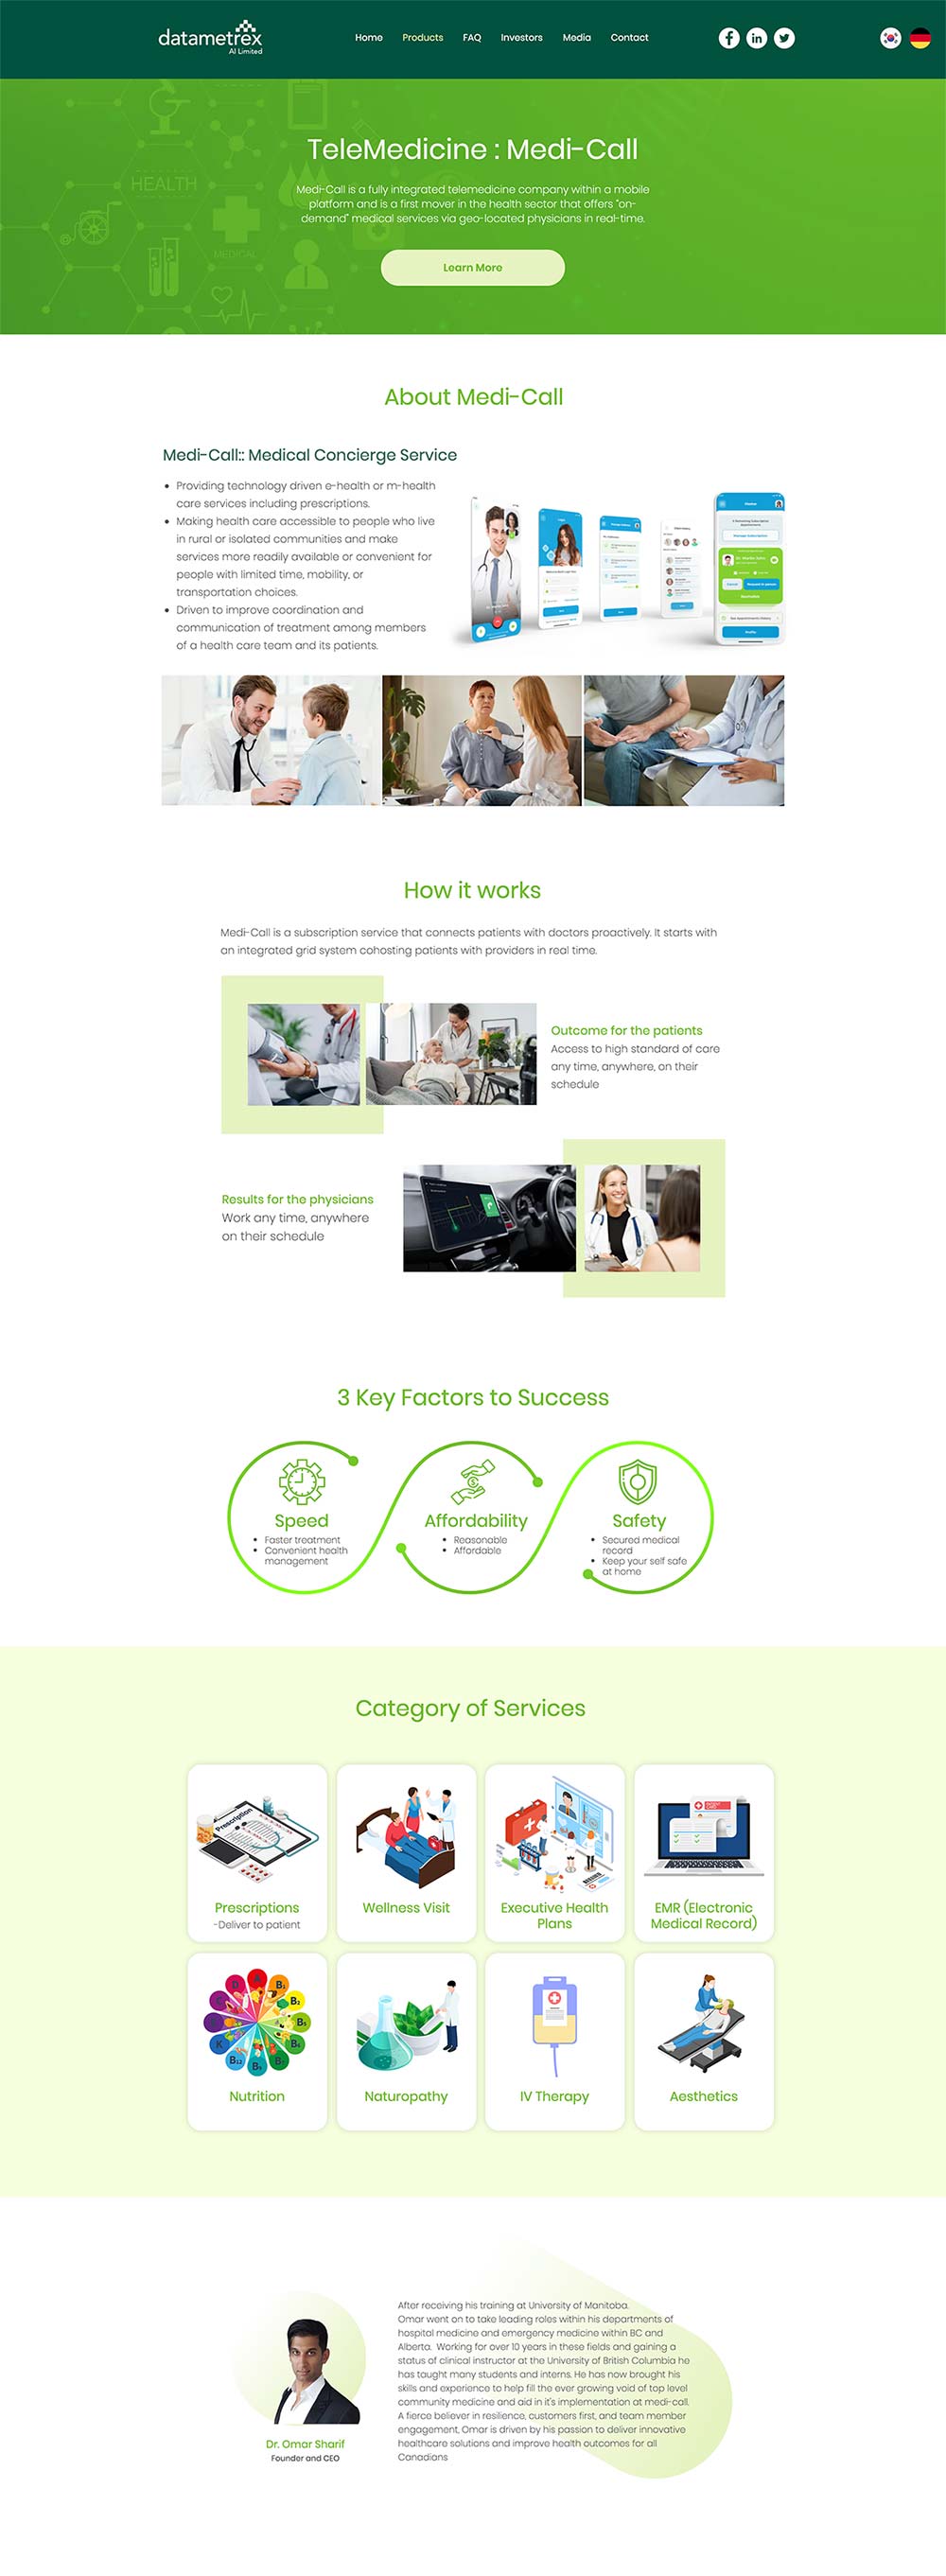 datametrex
AI Limited
Home Products FAQ Investors Media Contact
TeleMedicine : Medi-Call
HEALTH
MEDICAL
Medi-Call is a fully integrated telemedicine company within a mobile
platform and is a first mover in the health sector that offers "on-
demand" medical services via geo-located physicians in real-time.
Learn More
About Medi-Call
Medi-Call:: Medical Concierge Service
• Providing technology driven e-health or m-health
care services including prescriptions.
• Making health care accessible to people who live
in rural or isolated communities and make
services more readily available or convenient for
people with limited time, mobility, or
transportation choices.
• Driven to improve coordination and
communication of treatment among members
of a health care team and its patients.
How it works
Medi-Call is a subscription service that connects patients with doctors proactively. It starts with
an integrated grid system cohosting patients with providers in real time.
Outcome for the patients
Access to high standard of care
any time, anywhere, on their
schedule
Results for the physicians
Work any time, anywhere
on their schedule
3 Key Factors to Success
Speed
• Faster treatment
• Convenient health
management
Affordability
• Reasonable
• Affordable
Safety
• Secured medical
record
• Keep your self safe
at home
Category of Services
Prescription
Prescriptions
-Deliver to patient
Wellness Visit
Executive Health
Plans
EMR (Electronic
Medical Record)
Nutrition
Naturopathy
IV Therapy
Aesthetics
After receiving his training at University of Manitoba.
Omar went on to take leading roles within his departments of
hospital medicine and emergency medicine within BC and
Alberta. Working for over 10 years in these fields and gaining a
status of clinical instructor at the University of British Columbia he
has taught many students and interns. He has now brought his
skills and experience to help fill the ever growing void of top level
community medicine and aid in it's implementation at medi-call.
A fierce believer in resilience, customers first, and team member
engagement, Omar is driven by his passion to deliver innovative
healthcare solutions and improve health outcomes for all
Canadians
Dr. Omar Sharif
Founder and CEO